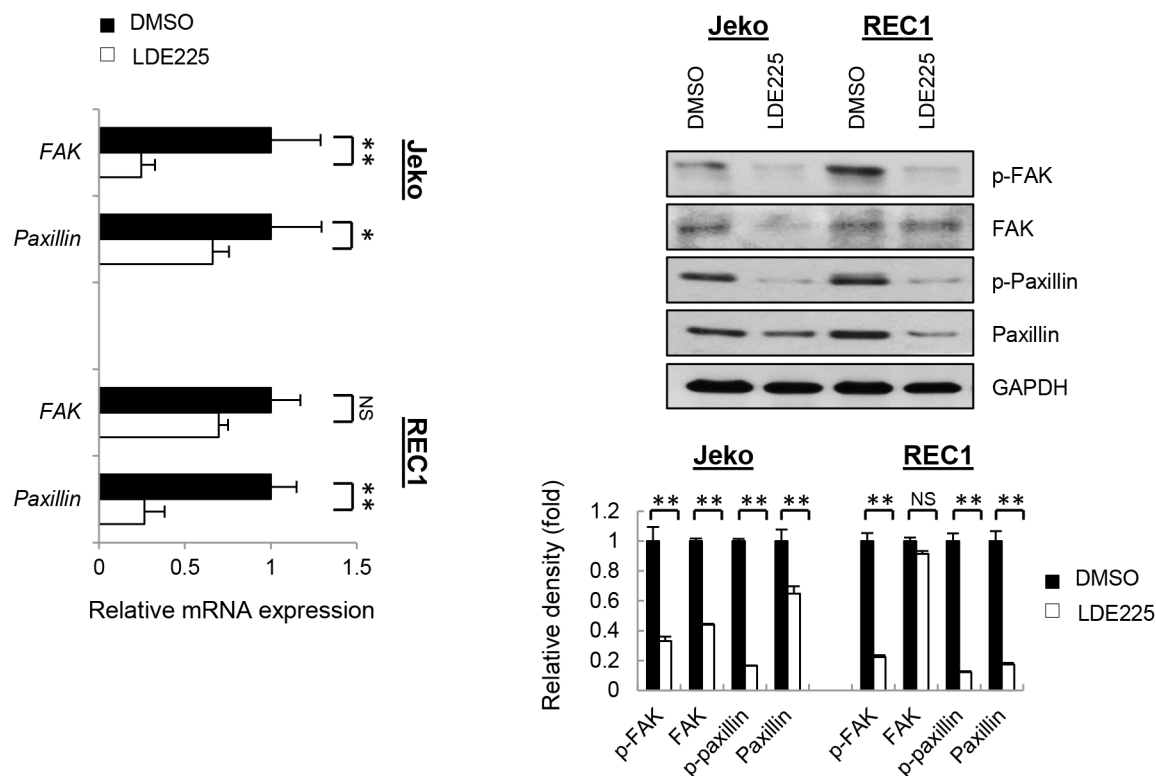 DMSO
LDE225
FAK
**
Jeko
Paxillin
*
FAK
NS
REC1
Paxillin
**
0 0.5 1 1.5
Relative mRNA expression
Jeko REC1
DMSO LDE225 DMSO LDE225
p-FAK
FAK
p-Paxillin
Paxillin
GAPDH
Jeko REC1
** ** ** ** ** NS ** **
Relative density (fold)
1.2
1
0.8
0.6
0.4
0.2
0
DMSO
LDE225
p-FAK FAK p-paxillin Paxillin p-FAK FAK p-paxillin Paxillin